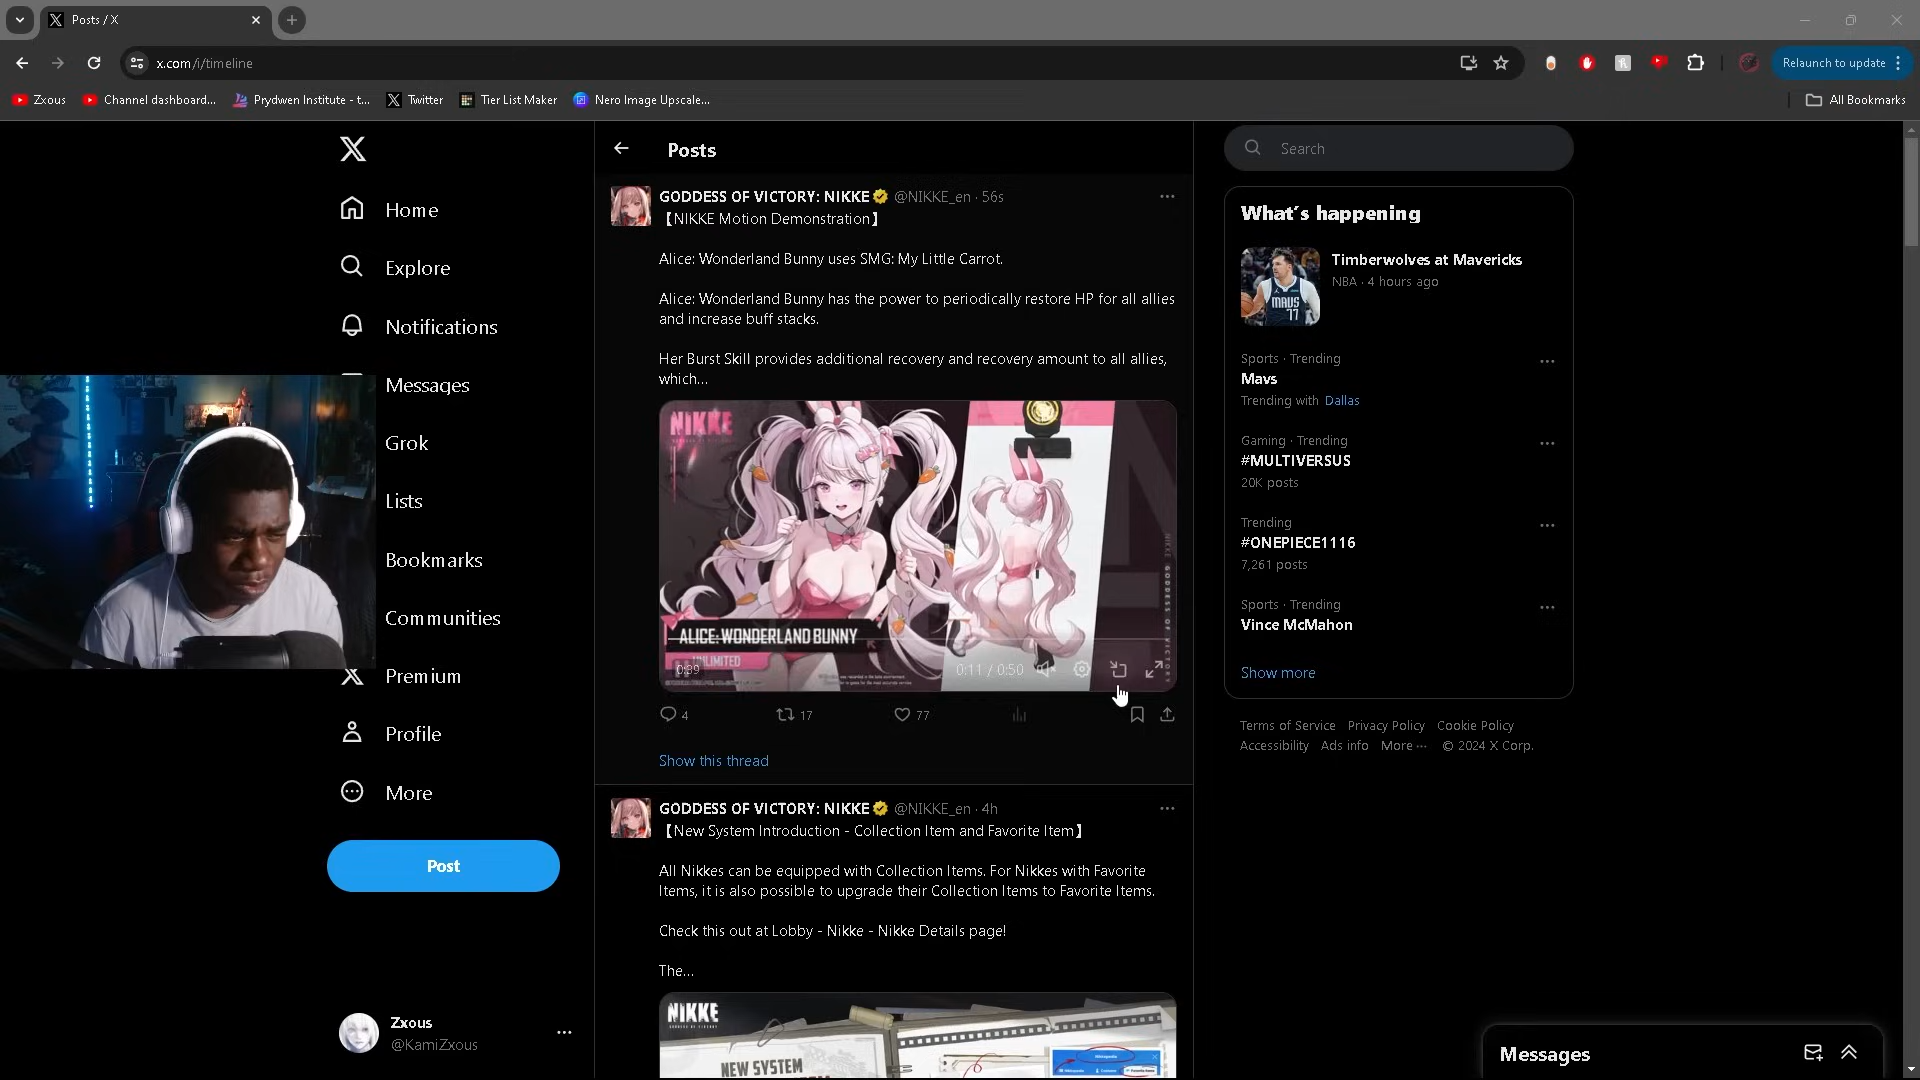 Posts / X
x.com/i/timeline
Relaunch to update
Zxous
Channel dashboard...
Prydwen Institute - t...
Twitter
Tier List Maker
Nero Image Upscale...
All Bookmarks
Home
Explore
Notifications
Messages
Grok
Lists
Bookmarks
Communities
Premium
Profile
More
Post
Zxous
@KamiZxous
Posts
GODDESS OF VICTORY: NIKKE @NIKKE_en · 56s
【NIKKE Motion Demonstration】
Alice: Wonderland Bunny uses SMG: My Little Carrot.
Alice: Wonderland Bunny has the power to periodically restore HP for all allies
and increase buff stacks.
Her Burst Skill provides additional recovery and recovery amount to all allies,
which...
NIKKE
ALICE: WONDERLAND BUNNY
UNLIMITED
0:39
0:11 / 0:50
4
17
77
Show this thread
GODDESS OF VICTORY: NIKKE @NIKKE_en · 4h
【New System Introduction - Collection Item and Favorite Item】
All Nikkes can be equipped with Collection Items. For Nikkes with Favorite
Items, it is also possible to upgrade their Collection Items to Favorite Items.
Check this out at Lobby - Nikke - Nikke Details page!
The...
NIKKE
NEW SYSTEM
Search
What's happening
Timberwolves at Mavericks
NBA · 4 hours ago
MAVS
77
Sports · Trending
Mavs
Trending with Dallas
Gaming · Trending
#MULTIVERSUS
20K posts
Trending
#ONEPIECE1116
7,261 posts
Sports · Trending
Vince McMahon
Show more
Terms of Service Privacy Policy Cookie Policy
Accessibility Ads info More ··· © 2024 X Corp.
Messages